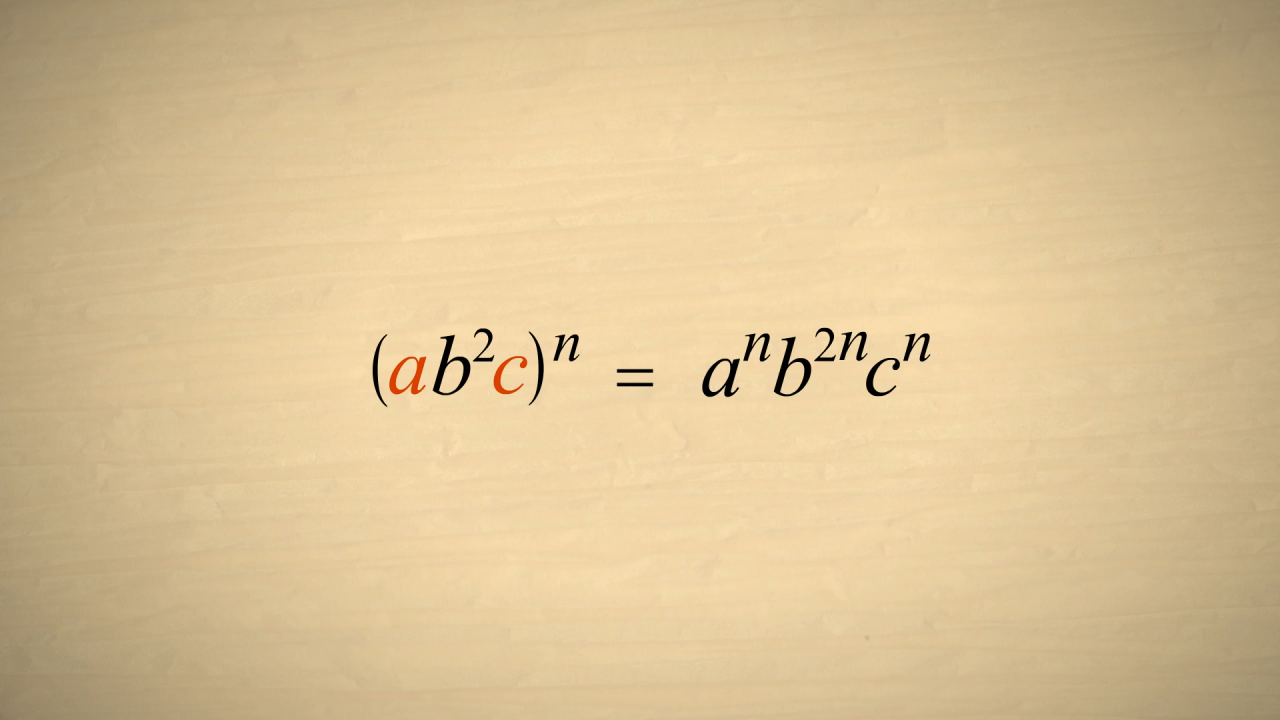 (ab²c)ⁿ = aⁿb²ⁿcⁿ